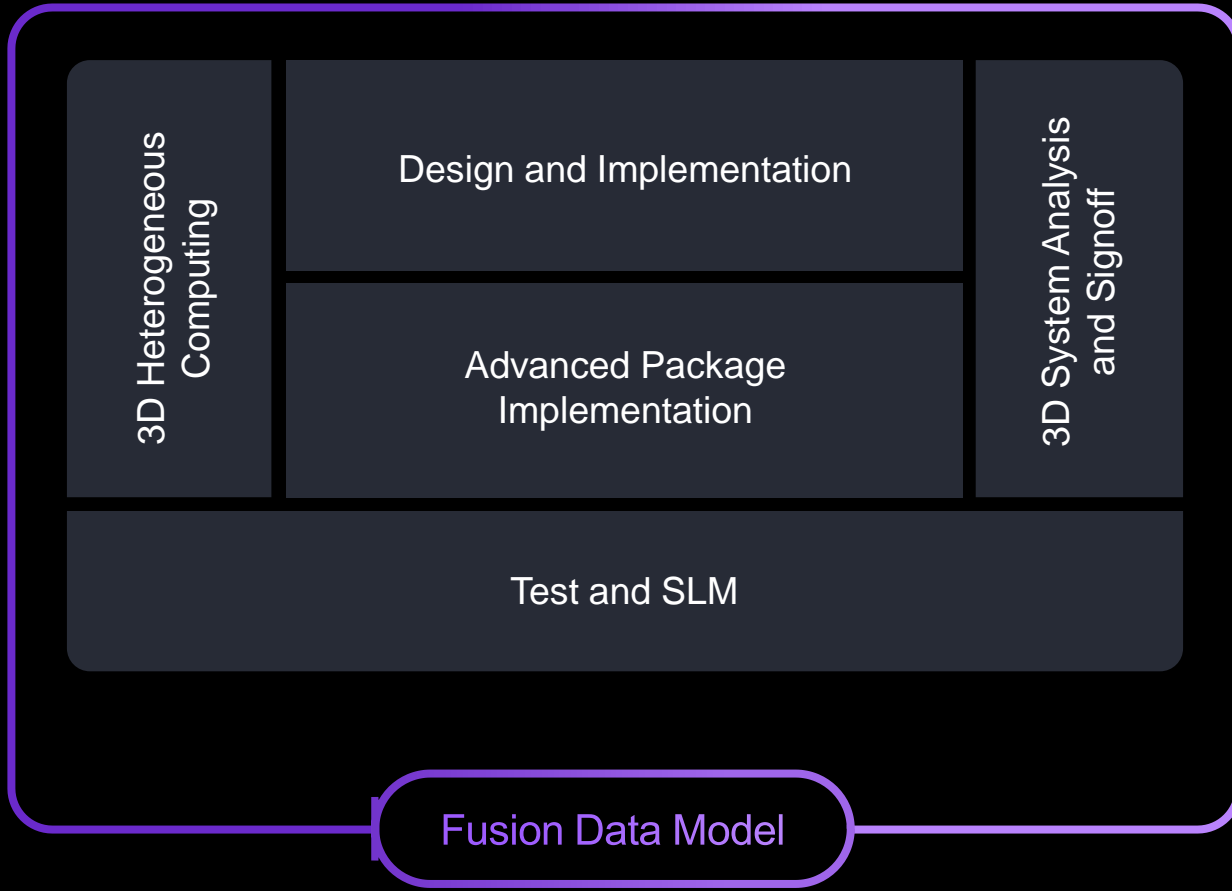 3D Heterogeneous
Computing
Design and Implementation
Advanced Package
Implementation
3D System Analysis
and Signoff
Test and SLM
Fusion Data Model